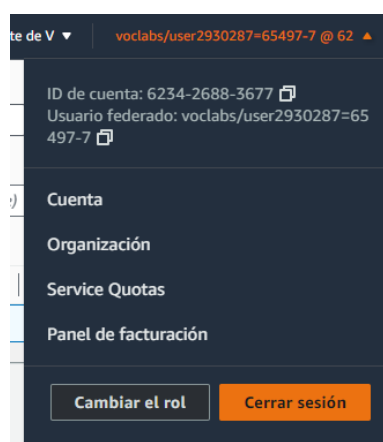 te de V ▼ voclabs/user2930287=65497-7 @ 62 ▲
ID de cuenta: 6234-2688-3677
Usuario federado: voclabs/user2930287=65
497-7
Cuenta
Organización
Service Quotas
Panel de facturación
Cambiar el rol Cerrar sesión